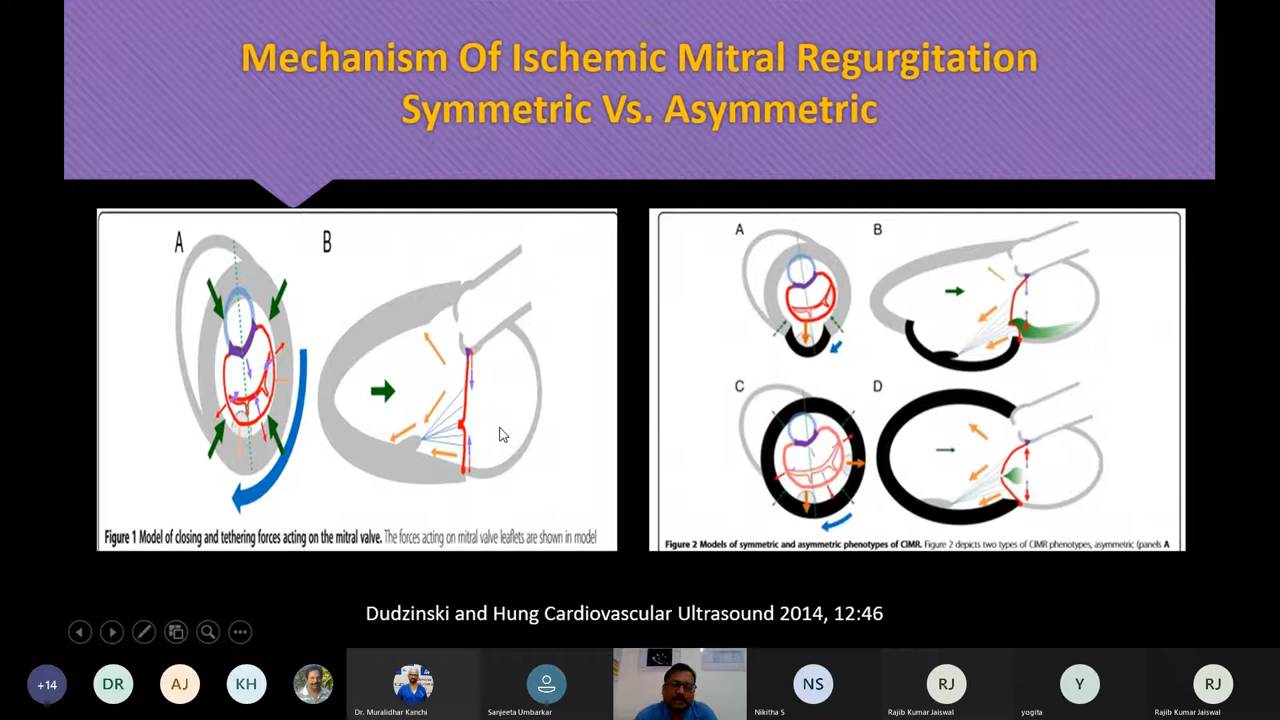 Mechanism Of Ischemic Mitral Regurgitation
Symmetric Vs. Asymmetric
A
B
Figure 1 Model of closing and tethering forces acting on the mitral valve. The forces acting on mitral valve leaflets are shown in model
A
B
C
D
Figure 2 Models of symmetric and asymmetric phenotypes of CIMR. Figure 2 depicts two types of CIMR phenotypes, asymmetric (panels A
Dudzinski and Hung Cardiovascular Ultrasound 2014, 12:46
+14
DR
AJ
KH
Dr. Muralidhar Kanchi
Sanjeeta Umbarkar
NS
Nikitha S
RJ
Rajib Kumar Jaiswal
Y
yogita
RJ
Rajib Kumar Jaiswal